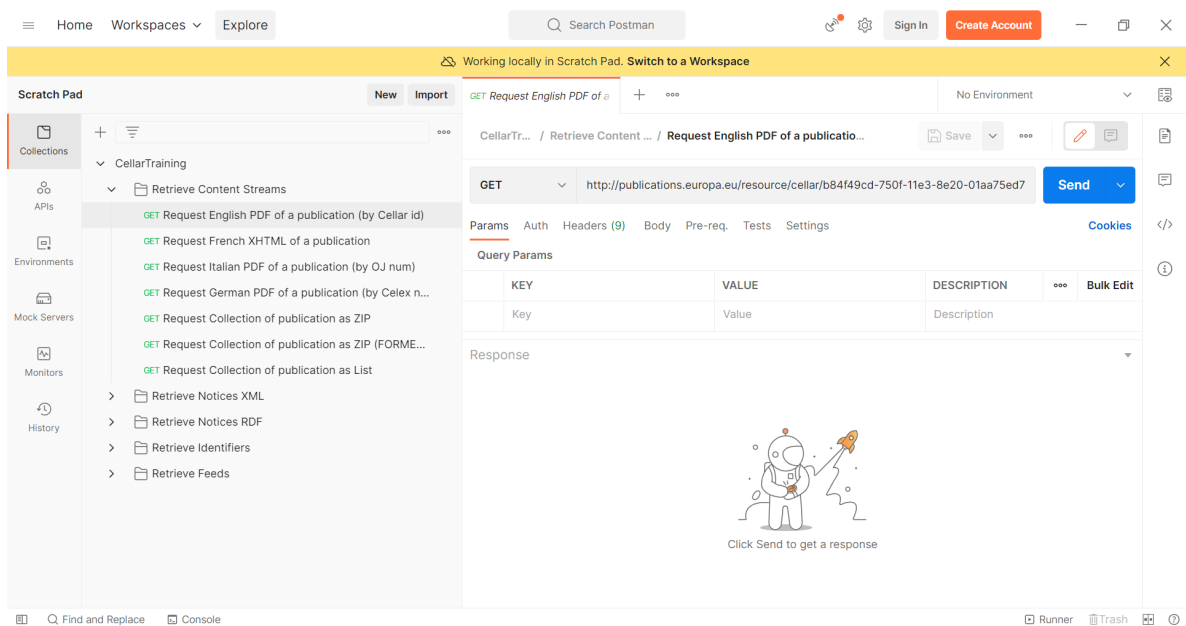 Home Workspaces Explore Search Postman Sign In Create Account
Working locally in Scratch Pad. Switch to a Workspace
Scratch Pad New Import
GET Request English PDF of a
No Environment
Collections
APIs
Environments
Mock Servers
Monitors
History
CellarTraining
Retrieve Content Streams
GET Request English PDF of a publication (by Cellar id)
GET Request French XHTML of a publication
GET Request Italian PDF of a publication (by OJ num)
GET Request German PDF of a publication (by Celex n...
GET Request Collection of publication as ZIP
GET Request Collection of publication as ZIP (FORME...
GET Request Collection of publication as List
Retrieve Notices XML
Retrieve Notices RDF
Retrieve Identifiers
Retrieve Feeds
CellarTr... / Retrieve Content ... / Request English PDF of a publicatio... Save
GET http://publications.europa.eu/resource/cellar/b84f49cd-750f-11e3-8e20-01aa75ed7 Send
Params Auth Headers (9) Body Pre-req. Tests Settings Cookies
Query Params
KEY VALUE DESCRIPTION Bulk Edit
Key Value Description
Response
Click Send to get a response
Find and Replace Console Runner Trash